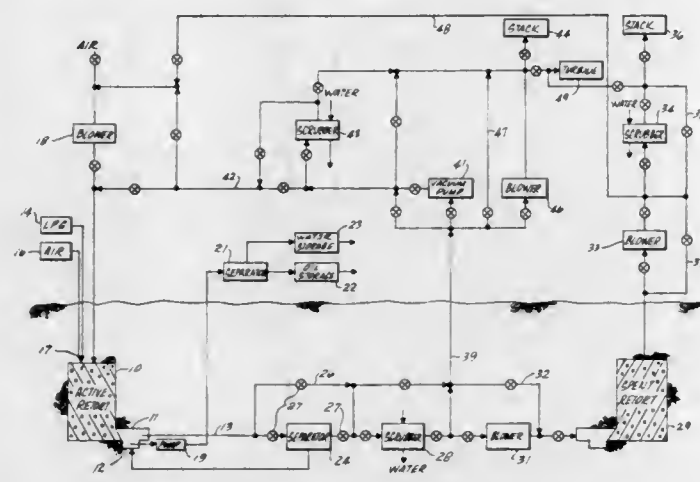 48
STACK
44
STACK
36
AIR
TURBINE
49
WATER
BLOWER
18
SCRUBBER
43
47
WATER
34
SCRUBBER
42
41
VACUUM
PUMP
BLOWER
46
14
LPG
16
AIR
21
SEPARATOR
WATER
STORAGE
23
OIL
STORAGE
22
33
BLOWER
17
10
ACTIVE
RETORT
11
12
13
PUMP
19
26
27
SEPARATOR
27
24
SCRUBBER
28
WATER
39
32
BLOWER
31
SPENT
RETORT
29